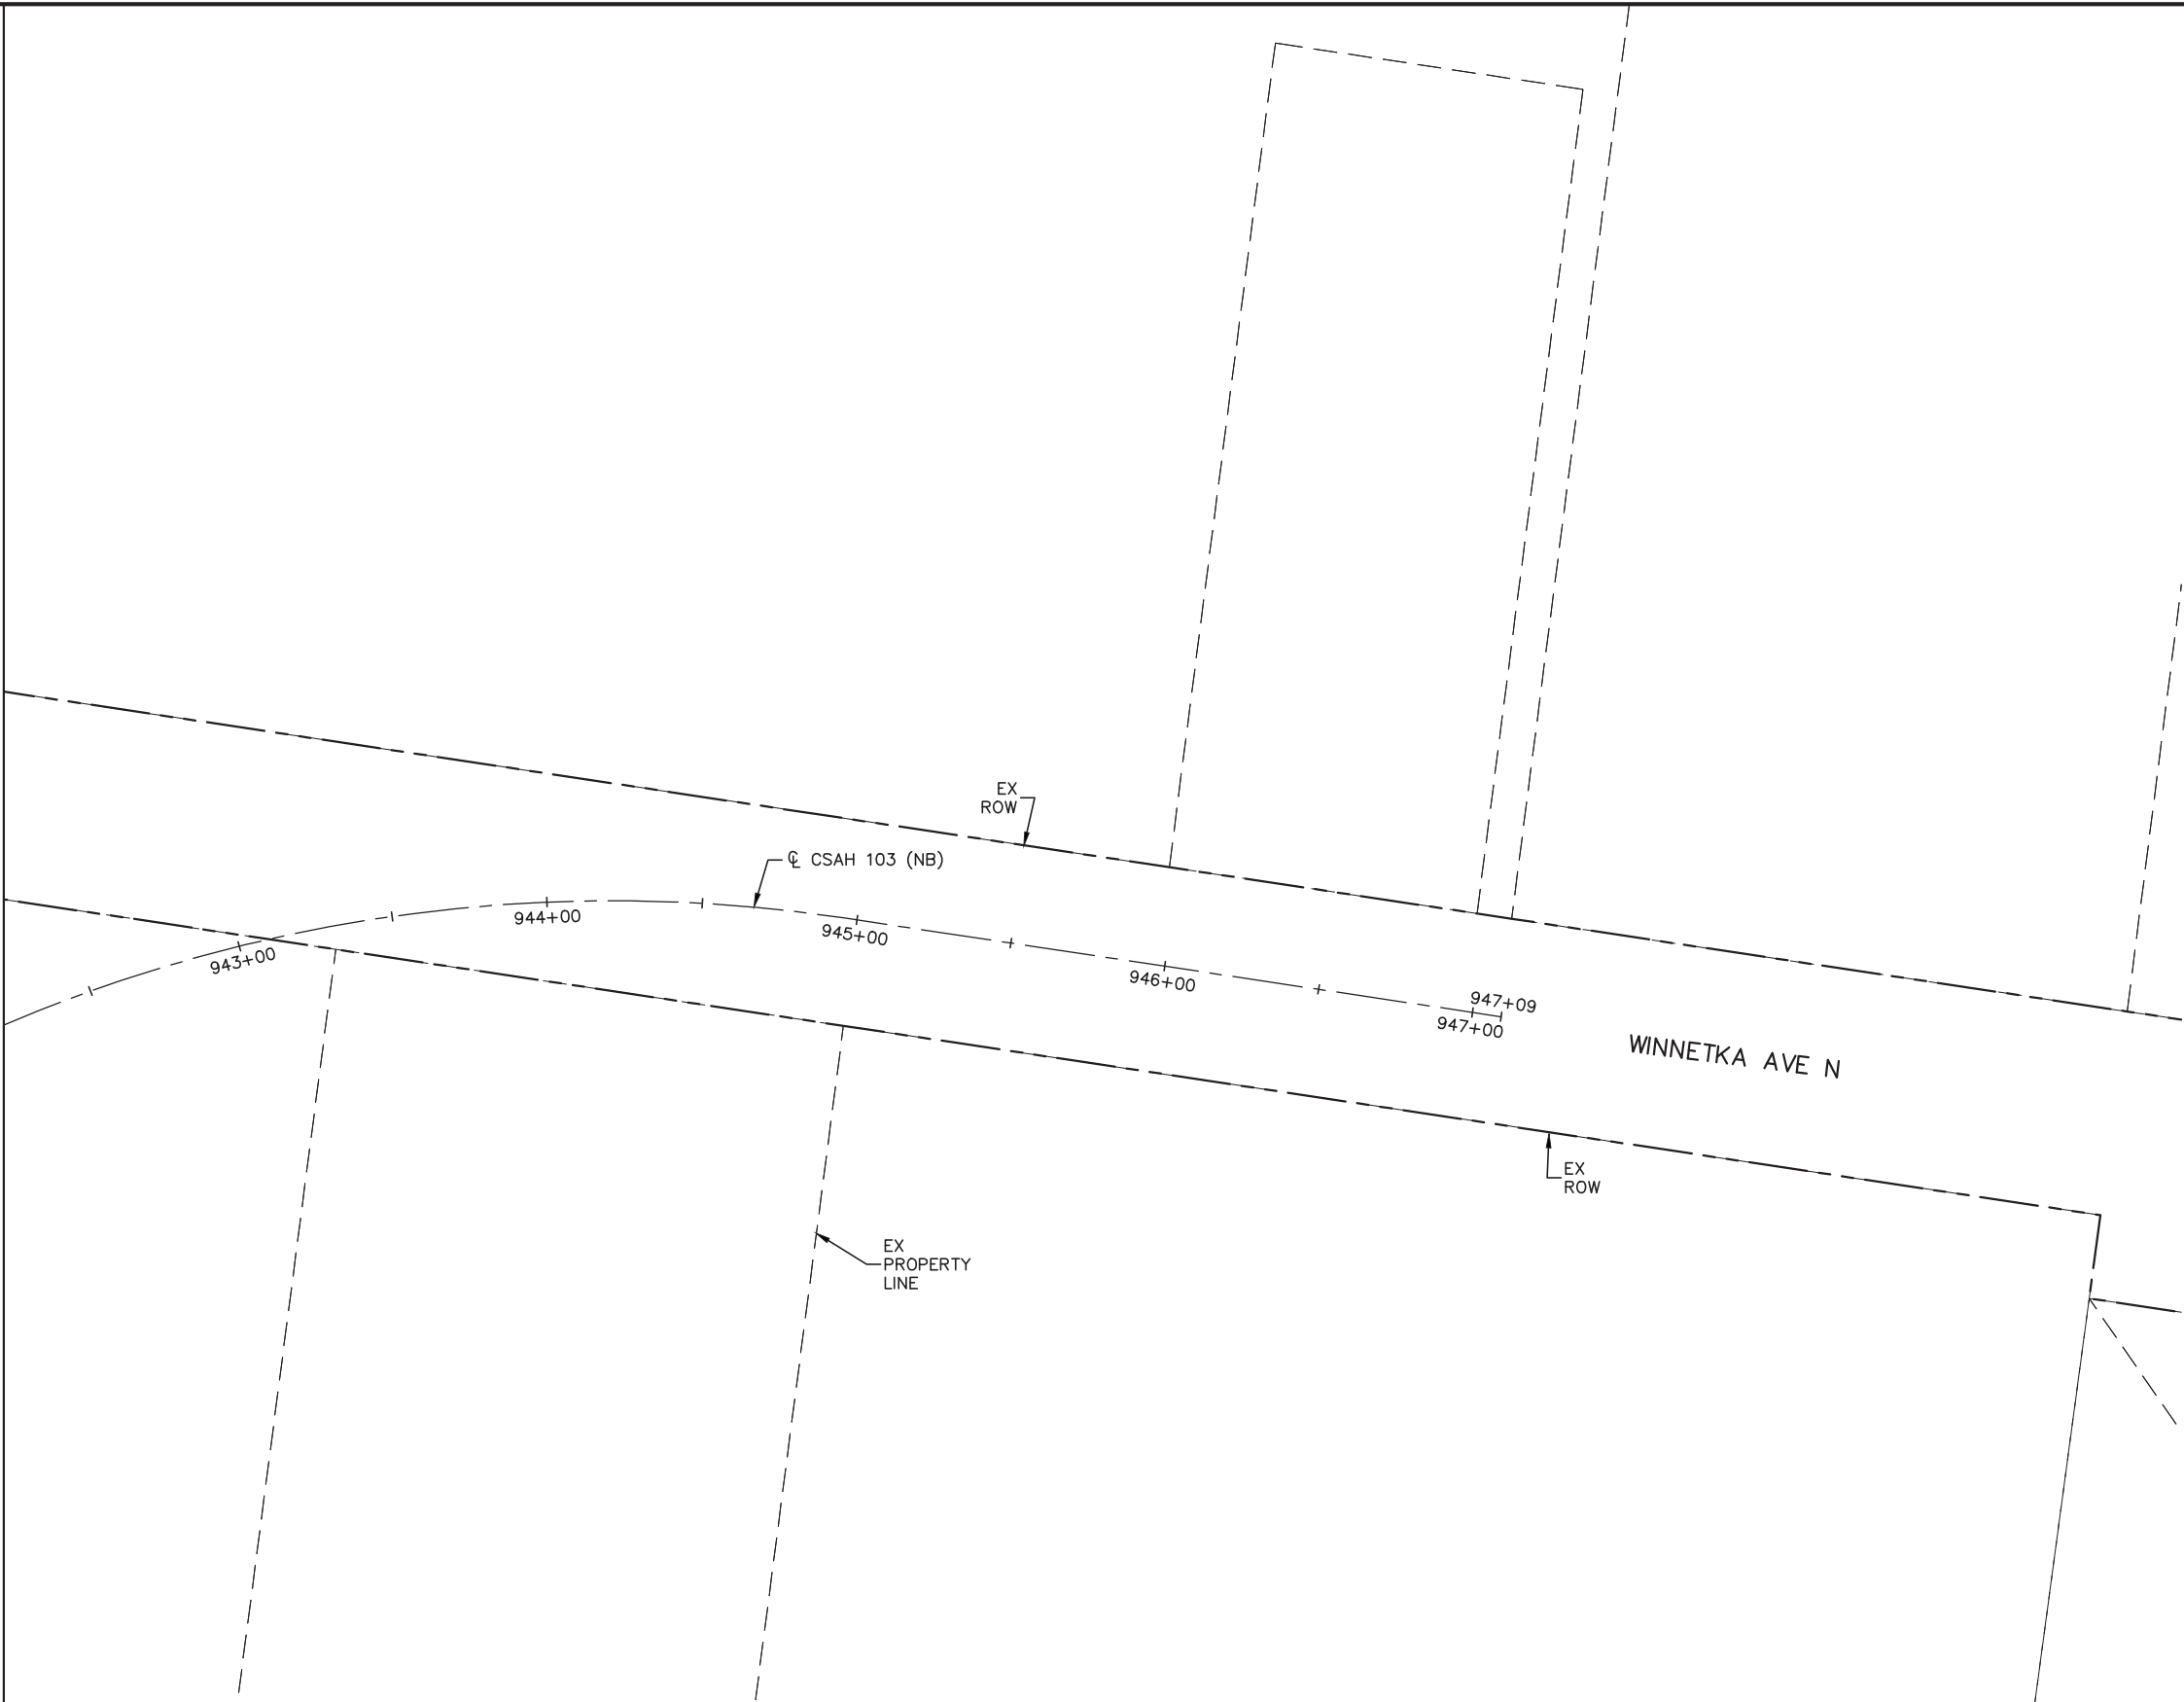 EX
ROW
℄ CSAH 103 (NB)
944+00
945+00
943+00
946+00
947+09
947+00
WINNETKA AVE N
EX
ROW
EX
PROPERTY
LINE